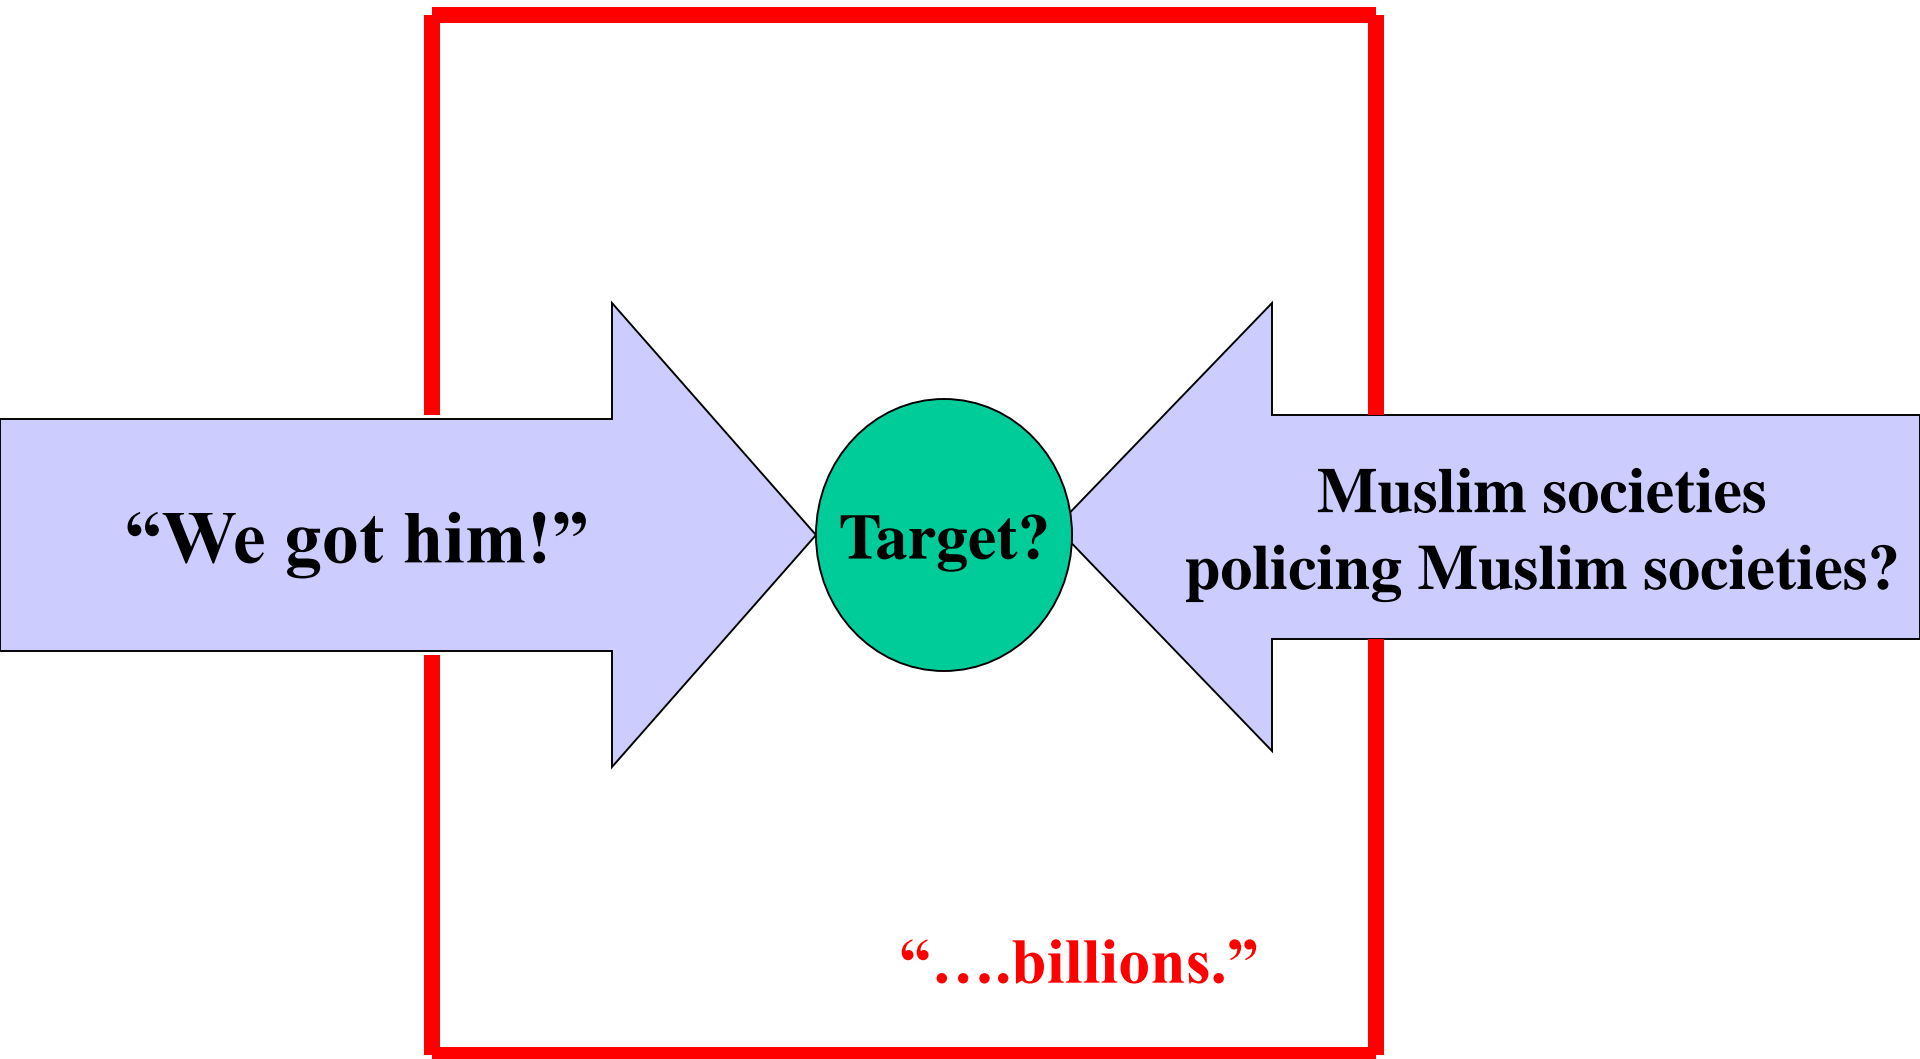 “We got him!”
Target?
Muslim societies
policing Muslim societies?
“….billions.”